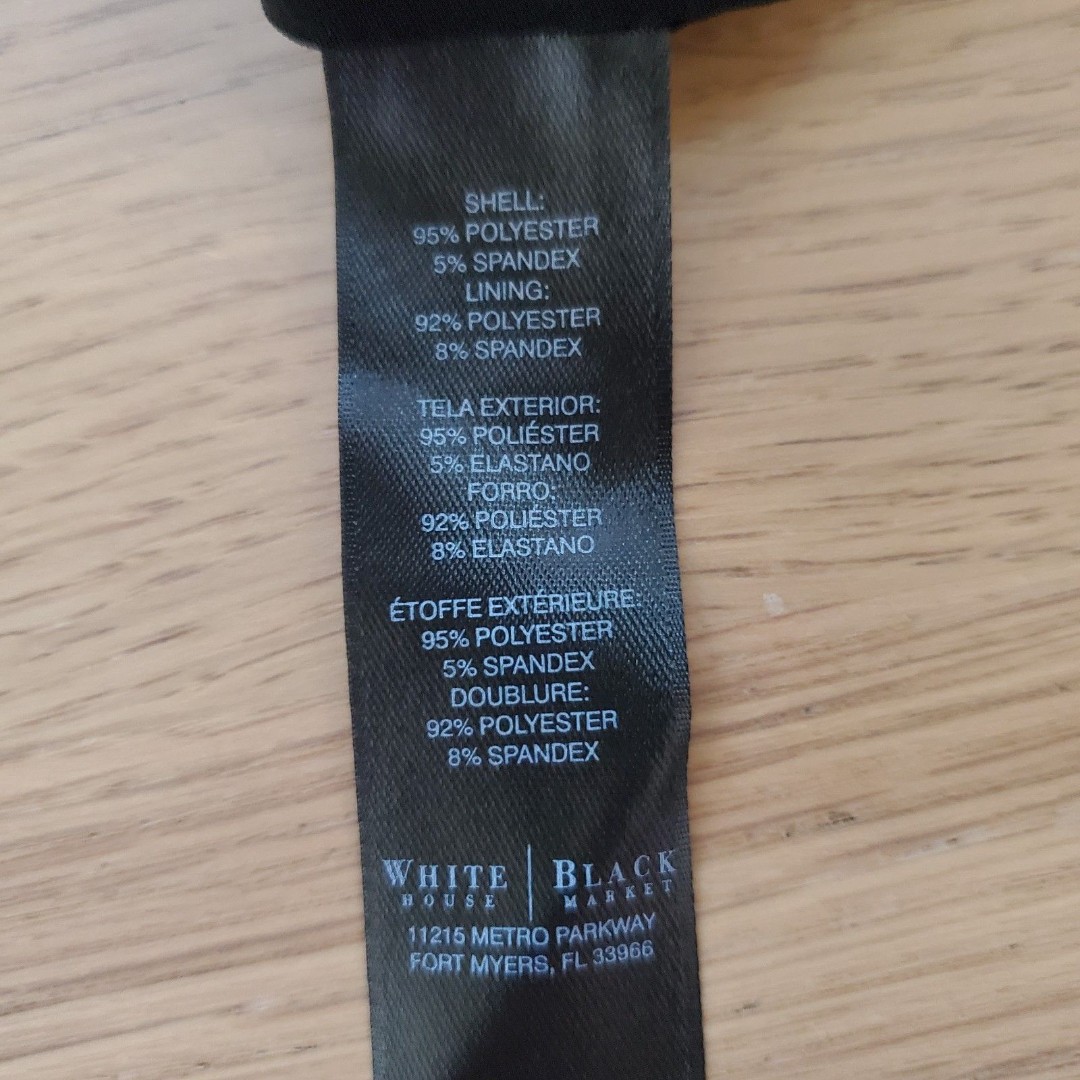 SHELL:
95% POLYESTER
5% SPANDEX
LINING:
92% POLYESTER
8% SPANDEX
TELA EXTERIOR:
95% POLIÉSTER
5% ELASTANO
FORRO:
92% POLIÉSTER
8% ELASTANO
ÉTOFFE EXTÉRIEURE:
95% POLYESTER
5% SPANDEX
DOUBLURE:
92% POLYESTER
8% SPANDEX
WHITE | BLACK
HOUSE MARKET
11215 METRO PARKWAY
FORT MYERS, FL 33966